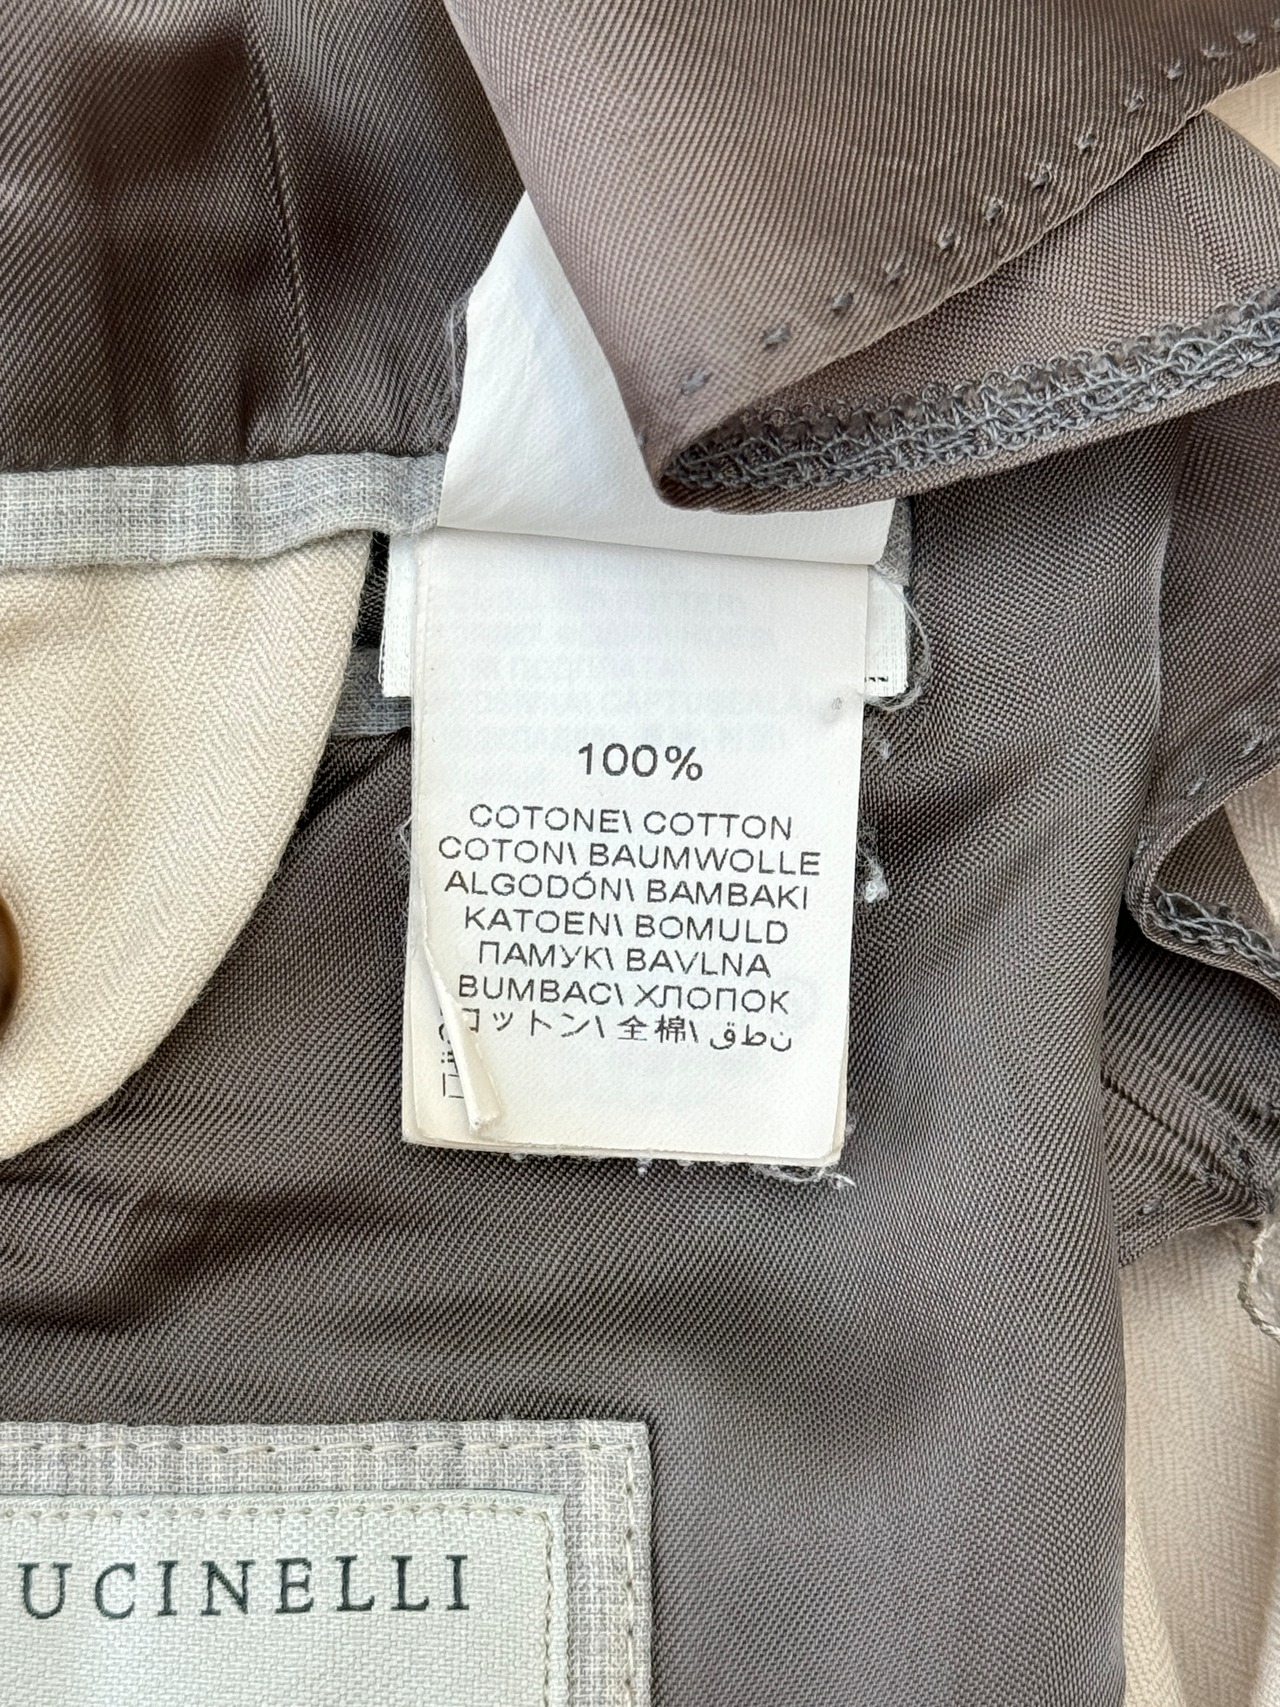 100%
COTONE\ COTTON
COTON\ BAUMWOLLE
ALGODÓN\ BAMBAKI
KATOEN\ BOMULD
ПАМУК\ BAVLNA
BUMBAC\ ХЛОПОК
コットン\ 全棉\ قطن
UCINELLI